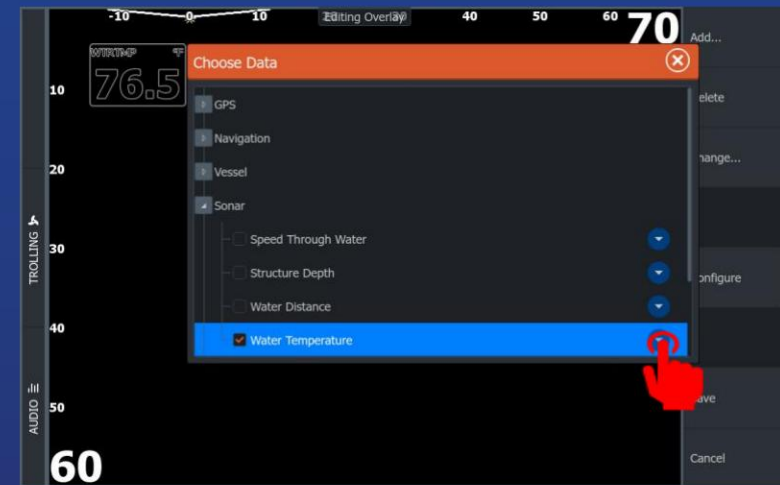 -10 0 10 Editing Overlay 40 50 60 70
Add...
WTRTMP °F
Choose Data
76.5
10
GPS
elete
Navigation
hange...
20
Vessel
Sonar
TROLLING
Speed Through Water
30
Structure Depth
onfigure
Water Distance
40
Water Temperature
AUDIO
50
ave
60
Cancel